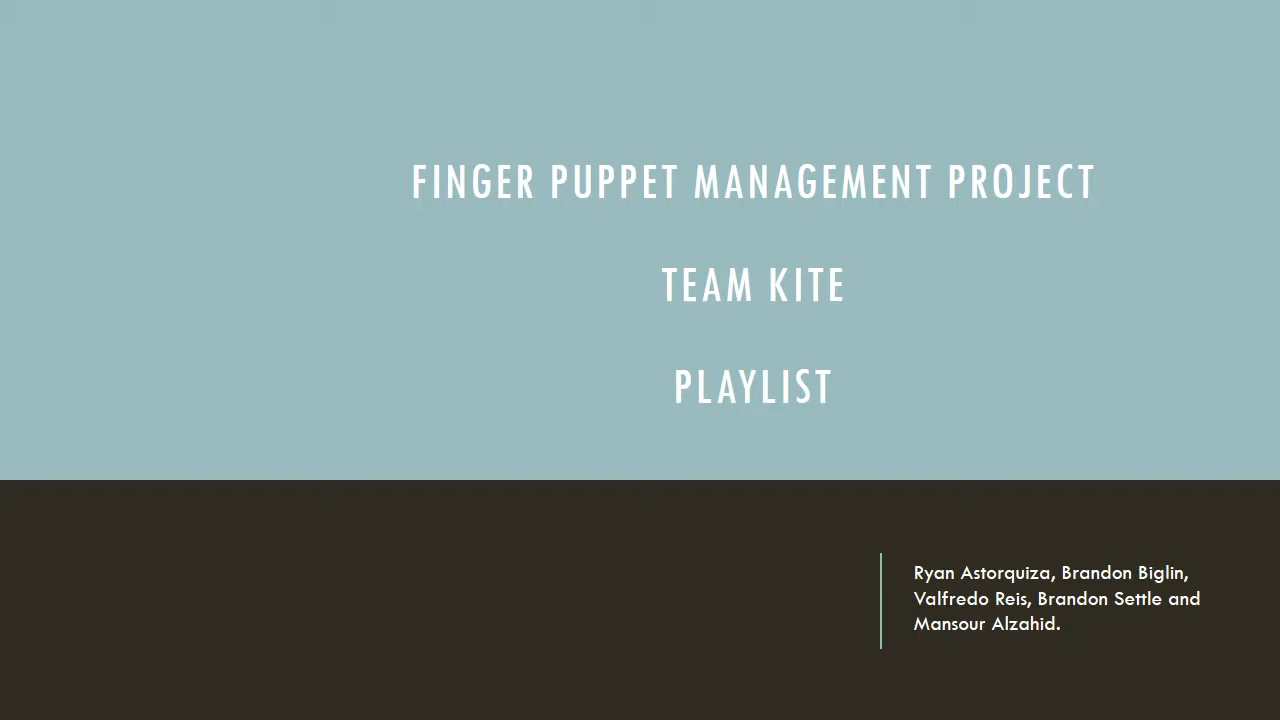 FINGER PUPPET MANAGEMENT PROJECT
TEAM KITE
PLAYLIST
Ryan Astorquiza, Brandon Biglin,
Valfredo Reis, Brandon Settle and
Mansour Alzahid.